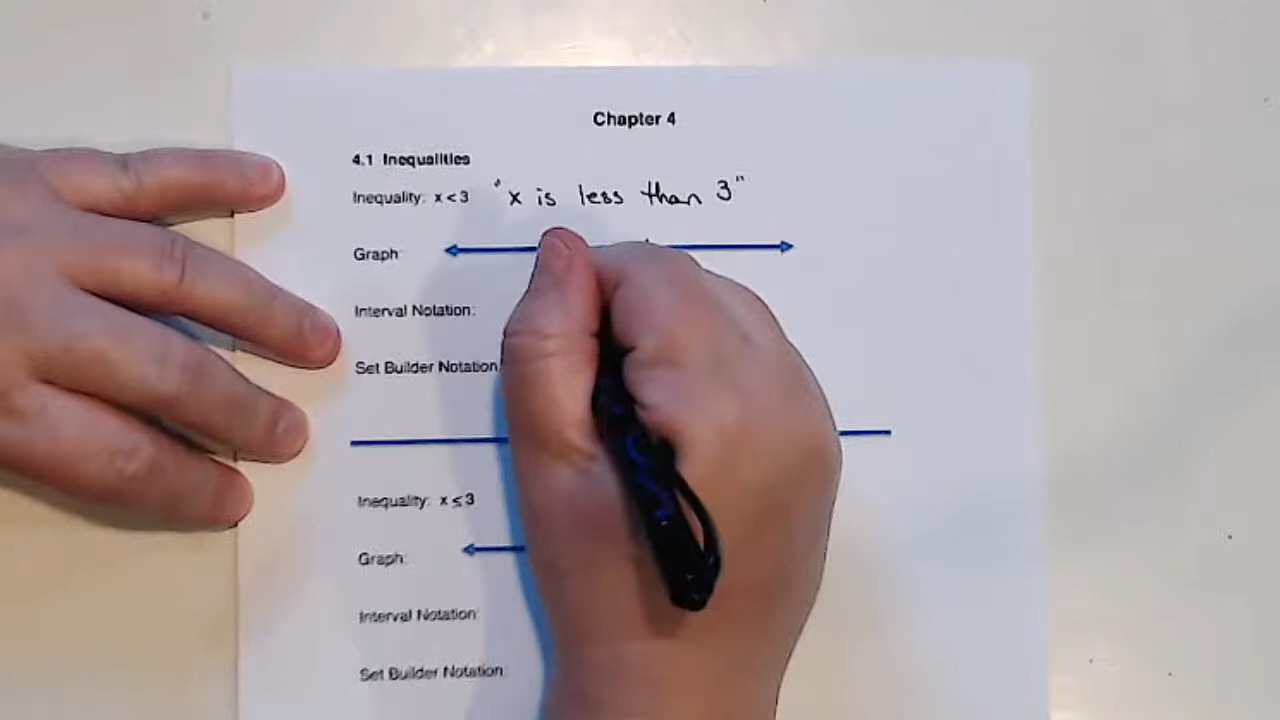 Chapter 4
4.1 Inequalities
Inequality: x < 3 "x is less than 3"
Graph:
Interval Notation:
Set Builder Notation
Inequality: x ≤ 3
Graph:
Interval Notation:
Set Builder Notation: